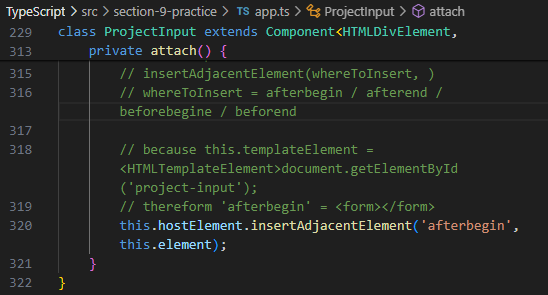 TypeScript > src > section-9-practice > TS app.ts > ProjectInput > attach
229 class ProjectInput extends Component<HTMLDivElement,
313 private attach() {
315 // insertAdjacentElement(whereToInsert, )
316 // whereToInsert = afterbegin / afterend /
beforebegine / beforend
317
318 // because this.templateElement =
<HTMLTemplateElement>document.getElementById
('project-input');
319 // thereform 'afterbegin' = <form></form>
320 this.hostElement.insertAdjacentElement('afterbegin',
this.element);
321 }
322 }